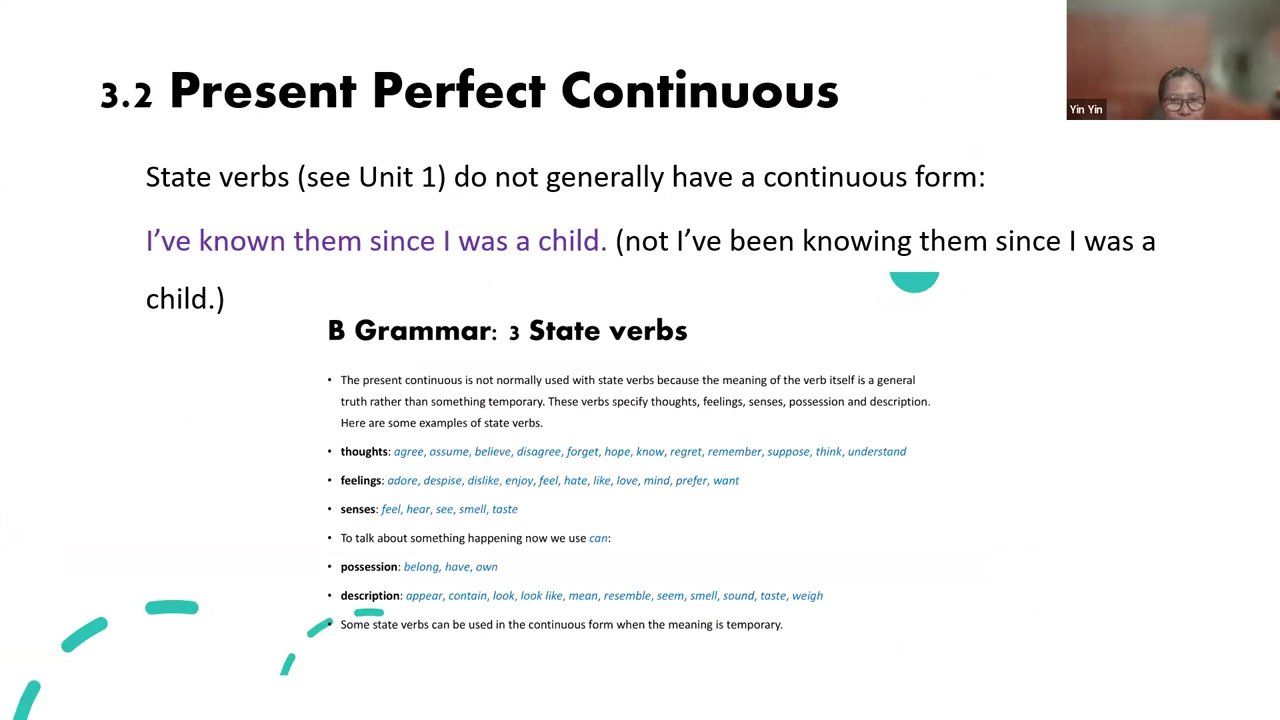 3.2 Present Perfect Continuous
Yin Yin
State verbs (see Unit 1) do not generally have a continuous form:
I've known them since I was a child. (not I've been knowing them since I was a
child.)
B Grammar: 3 State verbs
• The present continuous is not normally used with state verbs because the meaning of the verb itself is a general
truth rather than something temporary. These verbs specify thoughts, feelings, senses, possession and description.
Here are some examples of state verbs.
• thoughts: agree, assume, believe, disagree, forget, hope, know, regret, remember, suppose, think, understand
• feelings: adore, despise, dislike, enjoy, feel, hate, like, love, mind, prefer, want
• senses: feel, hear, see, smell, taste
• To talk about something happening now we use can:
• possession: belong, have, own
• description: appear, contain, look, look like, mean, resemble, seem, smell, sound, taste, weigh
• Some state verbs can be used in the continuous form when the meaning is temporary.